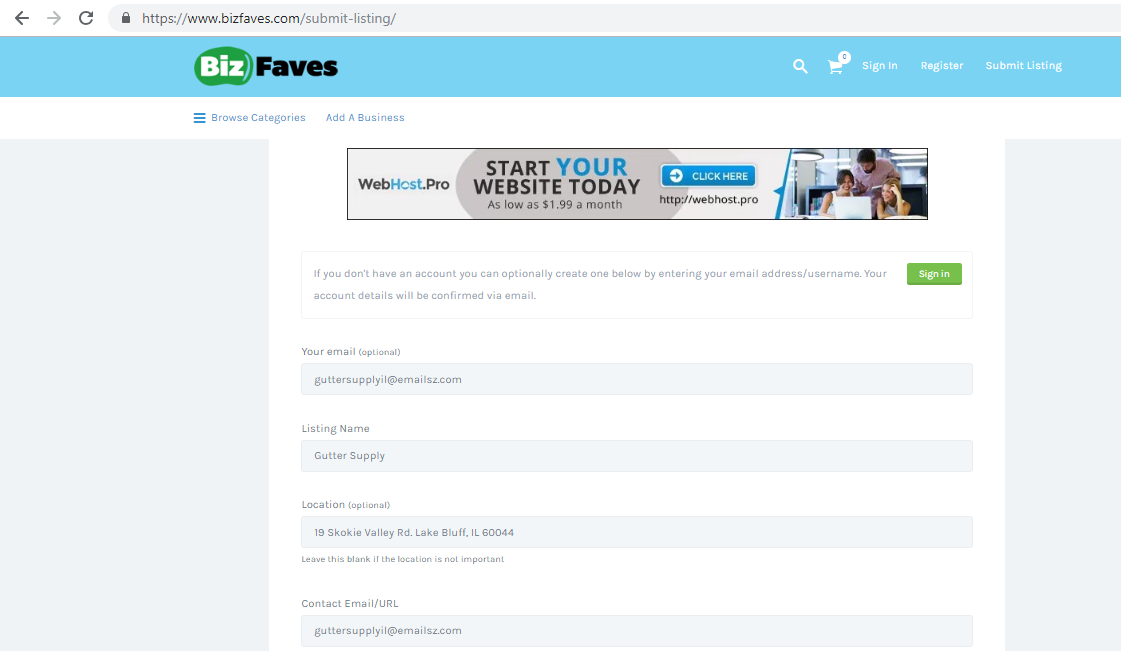 https://www.bizfaves.com/submit-listing/
Biz Faves
0
Sign In Register Submit Listing
Browse Categories Add A Business
WebHost.Pro
START YOUR
WEBSITE TODAY
As low as $1.99 a month
CLICK HERE
http://webhost.pro
If you don't have an account you can optionally create one below by entering your email address/username. Your
account details will be confirmed via email.
Sign in
Your email (optional)
guttersupplyil@emailsz.com
Listing Name
Gutter Supply
Location (optional)
19 Skokie Valley Rd. Lake Bluff, IL 60044
Leave this blank if the location is not important
Contact Email/URL
guttersupplyil@emailsz.com